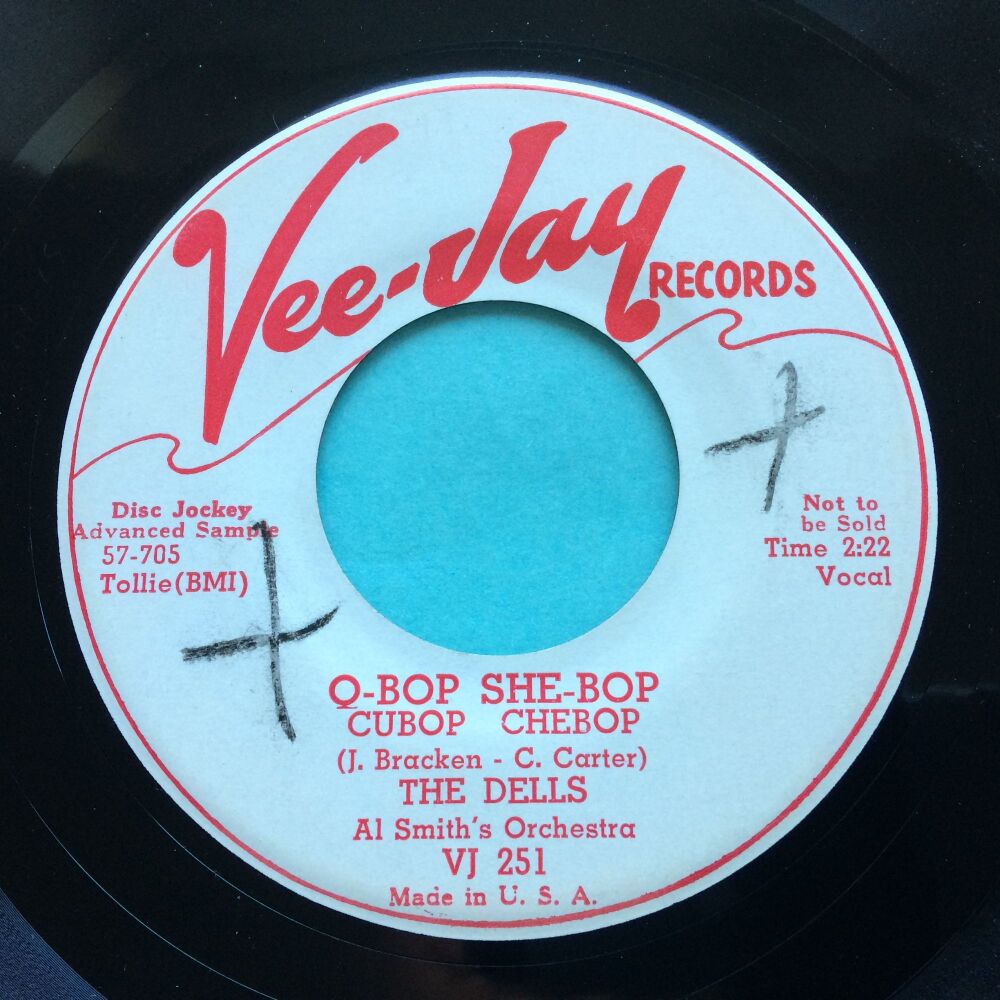 Vee-Jay RECORDS
Disc Jockey
Advanced Sample
57-705
Tollie(BMI)
Not to
be Sold
Time 2:22
Vocal
Q-BOP SHE-BOP
CUBOP CHEBOP
(J. Bracken - C. Carter)
THE DELLS
Al Smith's Orchestra
VJ 251
Made in U. S. A.